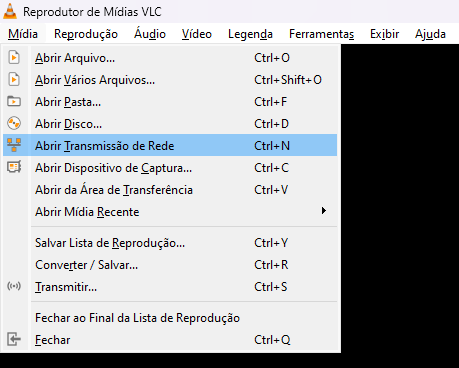 Reprodutor de Mídias VLC
Mídia Reprodução Áudio Vídeo Legenda Ferramentas Exibir Ajuda
Abrir Arquivo... Ctrl+O
Abrir Vários Arquivos... Ctrl+Shift+O
Abrir Pasta... Ctrl+F
Abrir Disco... Ctrl+D
Abrir Transmissão de Rede Ctrl+N
Abrir Dispositivo de Captura... Ctrl+C
Abrir da Área de Transferência Ctrl+V
Abrir Mídia Recente
Salvar Lista de Reprodução... Ctrl+Y
Converter / Salvar... Ctrl+R
Transmitir... Ctrl+S
Fechar ao Final da Lista de Reprodução
Fechar Ctrl+Q